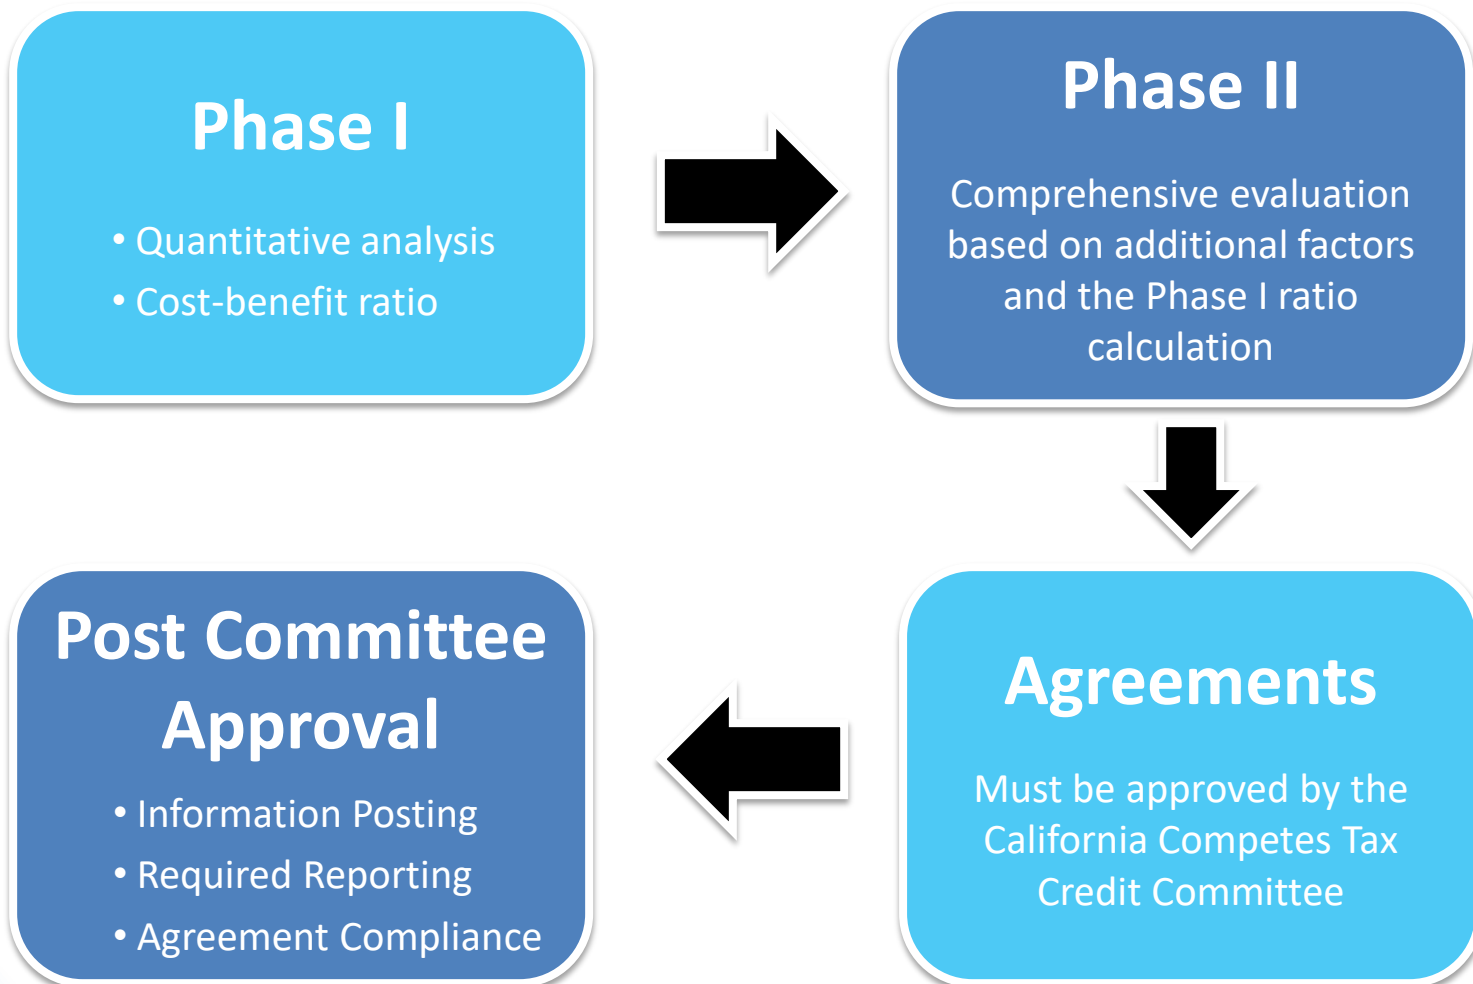 Phase I
• Quantitative analysis
• Cost-benefit ratio
Phase II
Comprehensive evaluation
based on additional factors
and the Phase I ratio
calculation
Agreements
Must be approved by the
California Competes Tax
Credit Committee
Post Committee
Approval
• Information Posting
• Required Reporting
• Agreement Compliance